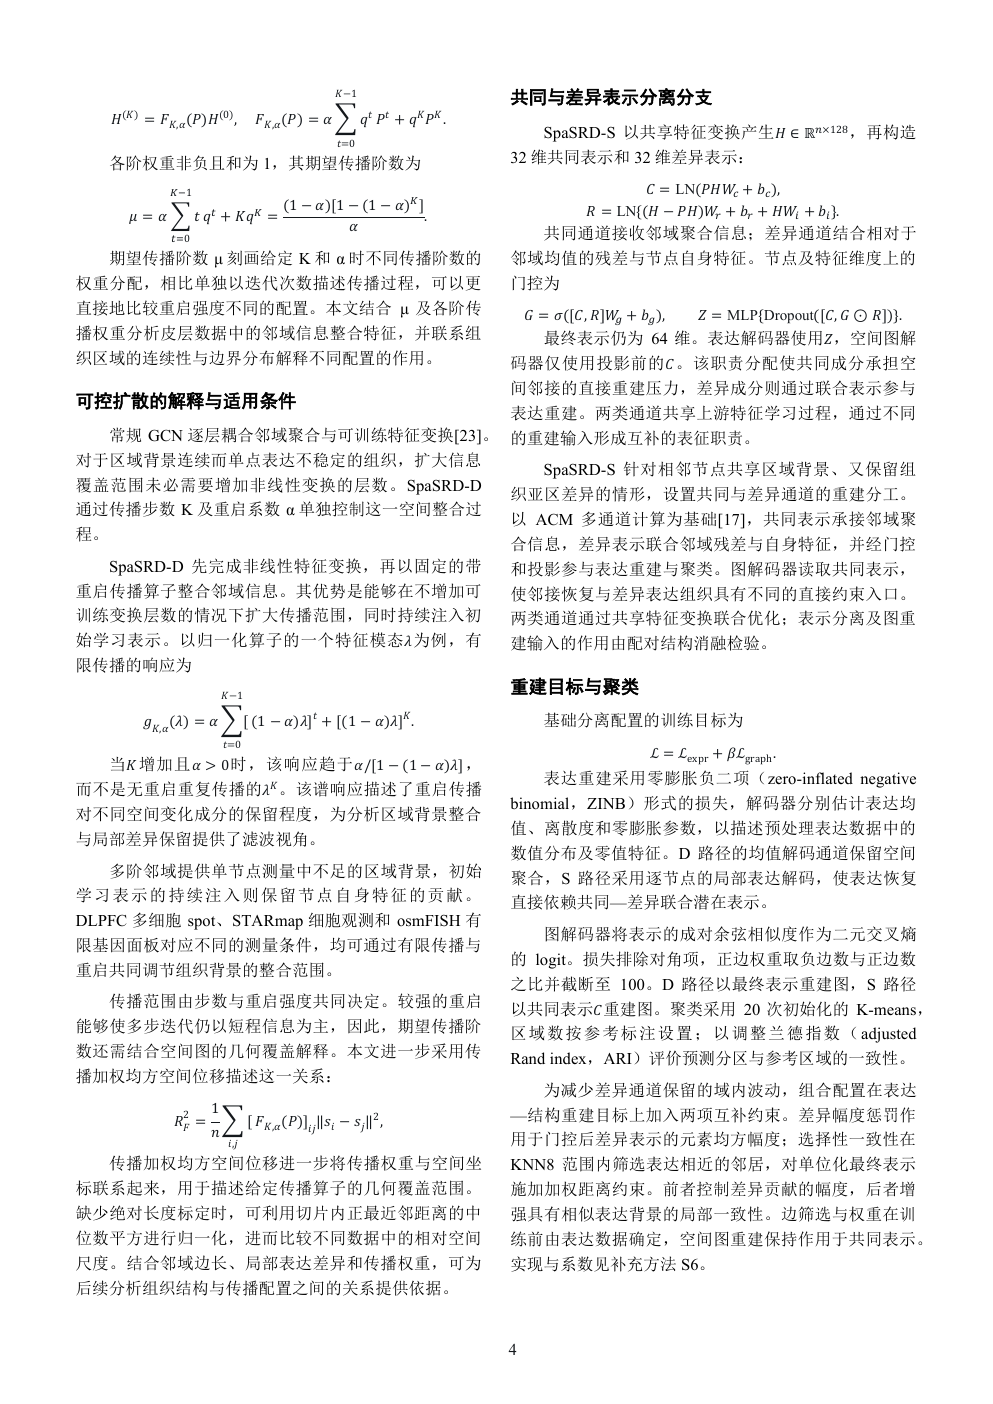 H^(K) = F_{K,α}(P)H^(0),  F_{K,α}(P) = α ∑_{t=0}^{K−1} q^t P^t + q^K P^K.
各阶权重非负且和为 1，其期望传播阶数为
μ = α ∑_{t=0}^{K−1} t q^t + Kq^K = (1 − α)[1 − (1 − α)^K] / α.
期望传播阶数 μ 刻画给定 K 和 α 时不同传播阶数的
权重分配，相比单独以迭代次数描述传播过程，可以更
直接地比较重启强度不同的配置。本文结合 μ 及各阶传
播权重分析皮层数据中的邻域信息整合特征，并联系组
织区域的连续性与边界分布解释不同配置的作用。
可控扩散的解释与适用条件
常规 GCN 逐层耦合邻域聚合与可训练特征变换[23]。
对于区域背景连续而单点表达不稳定的组织，扩大信息
覆盖范围未必需要增加非线性变换的层数。SpaSRD-D
通过传播步数 K 及重启系数 α 单独控制这一空间整合过
程。
SpaSRD-D 先完成非线性特征变换，再以固定的带
重启传播算子整合邻域信息。其优势是能够在不增加可
训练变换层数的情况下扩大传播范围，同时持续注入初
始学习表示。以归一化算子的一个特征模态λ为例，有
限传播的响应为
g_{K,α}(λ) = α ∑_{t=0}^{K−1} [ (1 − α)λ]^t + [(1 − α)λ]^K.
当K增加且α > 0时，该响应趋于α/[1 − (1 − α)λ]，
而不是无重启重复传播的λ^K。该谱响应描述了重启传播
对不同空间变化成分的保留程度，为分析区域背景整合
与局部差异保留提供了滤波视角。
多阶邻域提供单节点测量中不足的区域背景，初始
学习表示的持续注入则保留节点自身特征的贡献。
DLPFC 多细胞 spot、STARmap 细胞观测和 osmFISH 有
限基因面板对应不同的测量条件，均可通过有限传播与
重启共同调节组织背景的整合范围。
传播范围由步数与重启强度共同决定。较强的重启
能够使多步迭代仍以短程信息为主，因此，期望传播阶
数还需结合空间图的几何覆盖解释。本文进一步采用传
播加权均方空间位移描述这一关系：
R_F^2 = 1/n ∑_{i,j} [ F_{K,α}(P)]_{ij}‖s_i − s_j‖^2,
传播加权均方空间位移进一步将传播权重与空间坐
标联系起来，用于描述给定传播算子的几何覆盖范围。
缺少绝对长度标定时，可利用切片内正最近邻距离的中
位数平方进行归一化，进而比较不同数据中的相对空间
尺度。结合邻域边长、局部表达差异和传播权重，可为
后续分析组织结构与传播配置之间的关系提供依据。
共同与差异表示分离分支
SpaSRD-S 以共享特征变换产生H ∈ ℝ^{n×128}，再构造
32 维共同表示和 32 维差异表示：
C = LN(PHW_c + b_c),
R = LN{(H − PH)W_r + b_r + HW_i + b_i}.
共同通道接收邻域聚合信息；差异通道结合相对于
邻域均值的残差与节点自身特征。节点及特征维度上的
门控为
G = σ([C, R]W_g + b_g),  Z = MLP{Dropout([C, G ⨀ R])}.
最终表示仍为 64 维。表达解码器使用Z，空间图解
码器仅使用投影前的C。该职责分配使共同成分承担空
间邻接的直接重建压力，差异成分则通过联合表示参与
表达重建。两类通道共享上游特征学习过程，通过不同
的重建输入形成互补的表征职责。
SpaSRD-S 针对相邻节点共享区域背景、又保留组
织亚区差异的情形，设置共同与差异通道的重建分工。
以 ACM 多通道计算为基础[17]，共同表示承接邻域聚
合信息，差异表示联合邻域残差与自身特征，并经门控
和投影参与表达重建与聚类。图解码器读取共同表示，
使邻接恢复与差异表达组织具有不同的直接约束入口。
两类通道通过共享特征变换联合优化；表示分离及图重
建输入的作用由配对结构消融检验。
重建目标与聚类
基础分离配置的训练目标为
ℒ = ℒ_expr + βℒ_graph.
表达重建采用零膨胀负二项（zero-inflated negative
binomial，ZINB）形式的损失，解码器分别估计表达均
值、离散度和零膨胀参数，以描述预处理表达数据中的
数值分布及零值特征。D 路径的均值解码通道保留空间
聚合，S 路径采用逐节点的局部表达解码，使表达恢复
直接依赖共同—差异联合潜在表示。
图解码器将表示的成对余弦相似度作为二元交叉熵
的 logit。损失排除对角项，正边权重取负边数与正边数
之比并截断至 100。D 路径以最终表示重建图，S 路径
以共同表示C重建图。聚类采用 20 次初始化的 K-means，
区域数按参考标注设置；以调整兰德指数（adjusted
Rand index，ARI）评价预测分区与参考区域的一致性。
为减少差异通道保留的域内波动，组合配置在表达
—结构重建目标上加入两项互补约束。差异幅度惩罚作
用于门控后差异表示的元素均方幅度；选择性一致性在
KNN8 范围内筛选表达相近的邻居，对单位化最终表示
施加加权距离约束。前者控制差异贡献的幅度，后者增
强具有相似表达背景的局部一致性。边筛选与权重在训
练前由表达数据确定，空间图重建保持作用于共同表示。
实现与系数见补充方法 S6。
4